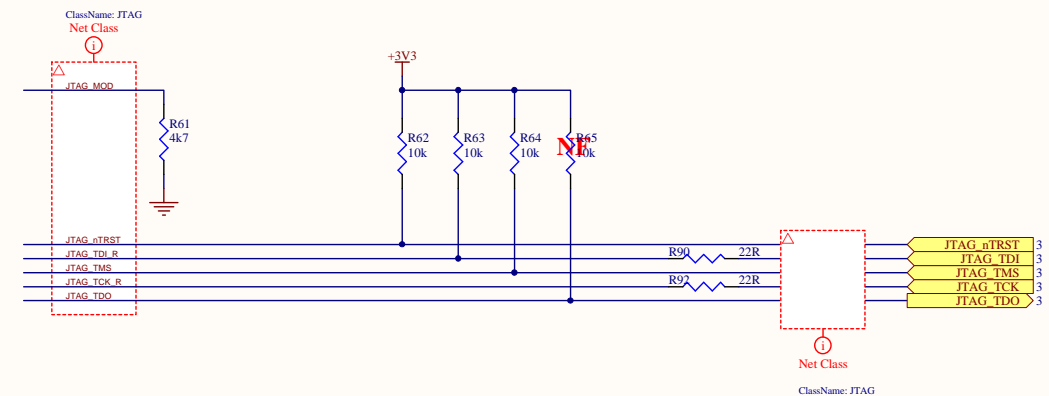 ClassName: JTAG
Net Class
i
JTAG_MOD
R61
4k7
+3V3
R62
10k
R63
10k
R64
10k
R65
10k
NF
JTAG_nTRST
JTAG_TDI_R
JTAG_TMS
JTAG_TCK_R
JTAG_TDO
R90 22R
R92 22R
JTAG_nTRST 3
JTAG_TDI 3
JTAG_TMS 3
JTAG_TCK 3
JTAG_TDO 3
i
Net Class
ClassName: JTAG